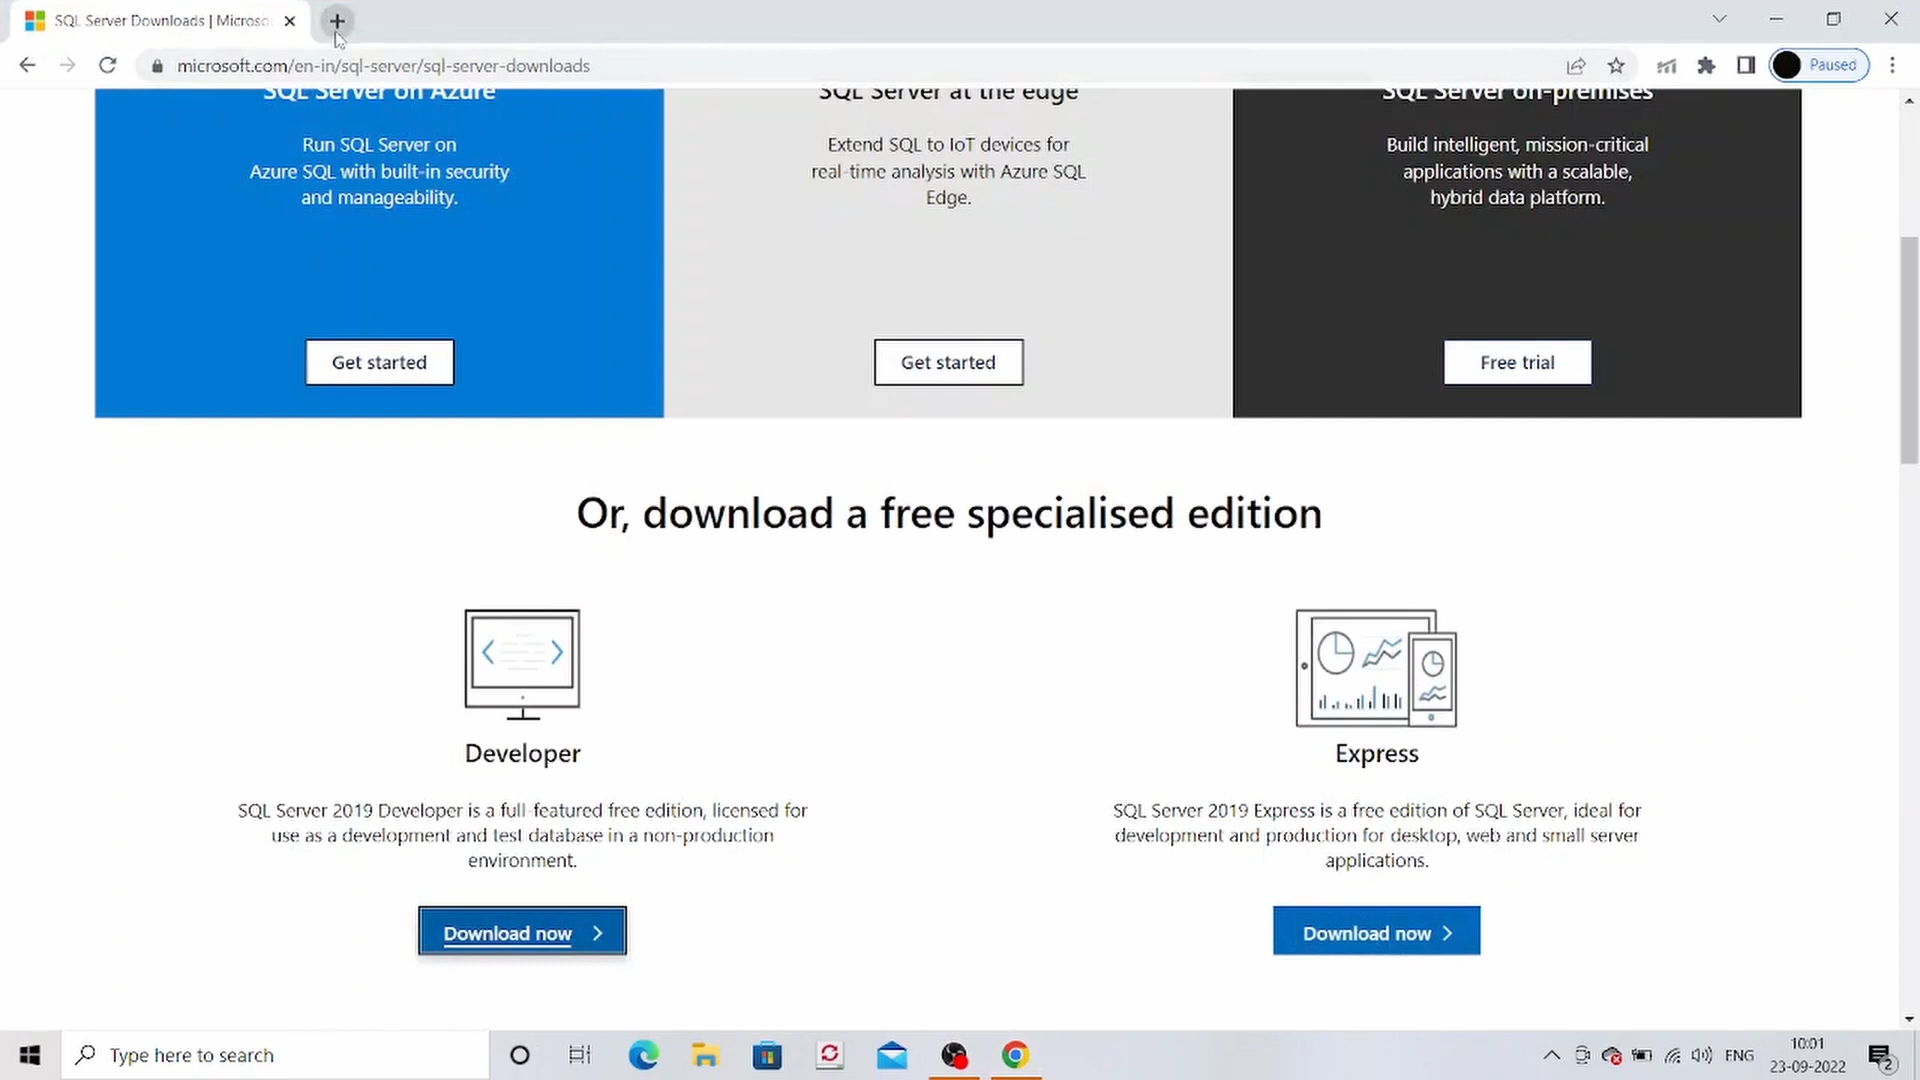 SQL Server Downloads | Microso
microsoft.com/en-in/sql-server/sql-server-downloads
Paused
SQL Server on Azure
Run SQL Server on
Azure SQL with built-in security
and manageability.
Get started
SQL Server at the edge
Extend SQL to IoT devices for
real-time analysis with Azure SQL
Edge.
Get started
SQL Server on-premises
Build intelligent, mission-critical
applications with a scalable,
hybrid data platform.
Free trial
Or, download a free specialised edition
Developer
SQL Server 2019 Developer is a full-featured free edition, licensed for
use as a development and test database in a non-production
environment.
Download now
Express
SQL Server 2019 Express is a free edition of SQL Server, ideal for
development and production for desktop, web and small server
applications.
Download now
Type here to search
ENG
10:01
23-09-2022
2